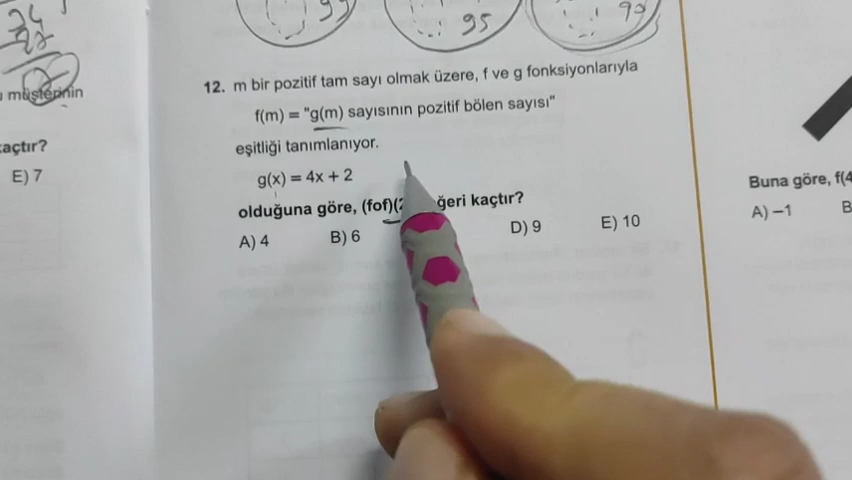 95
müşterinin
kaçtır?
E) 7
12. m bir pozitif tam sayı olmak üzere, f ve g fonksiyonlarıyla
f(m) = "g(m) sayısının pozitif bölen sayısı"
eşitliği tanımlanıyor.
g(x) = 4x + 2
olduğuna göre, (fof)(2 ğeri kaçtır?
A) 4 B) 6 D) 9 E) 10
Buna göre, f(4
A) –1 B